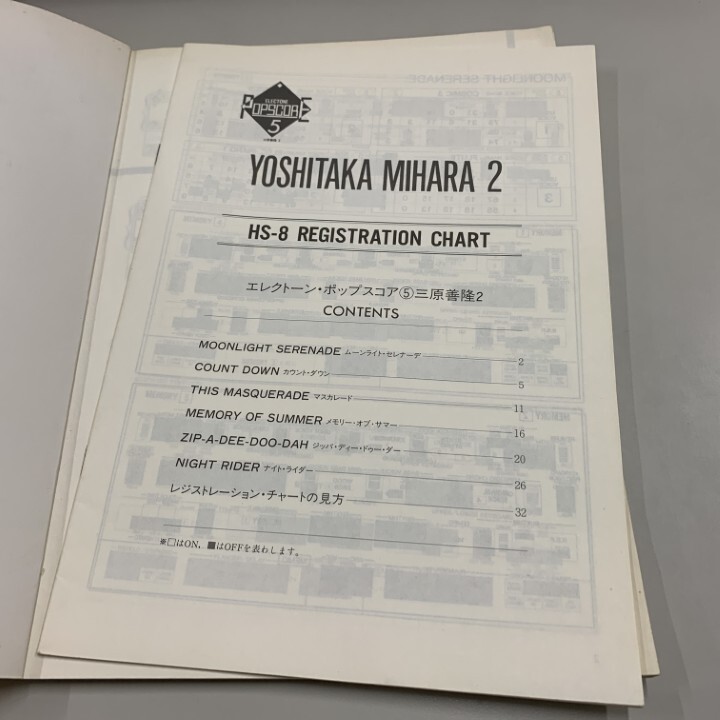 ELECTONE
POPSCORE
5
YOSHITAKA MIHARA 2
HS-8 REGISTRATION CHART
エレクトーン・ポップスコア⑤三原善隆2
CONTENTS
MOONLIGHT SERENADE ムーンライト・セレナーデ 2
COUNT DOWN カウント・ダウン 5
THIS MASQUERADE マスカレード 11
MEMORY OF SUMMER メモリー・オブ・サマー 16
ZIP-A-DEE-DOO-DAH ジッパ・ディー・ドゥー・ダー 20
NIGHT RIDER ナイト・ライダー 26
レジストレーション・チャートの見方 32
※□はON, ■はOFFを表わします。
MOONLIGHT SERENADE